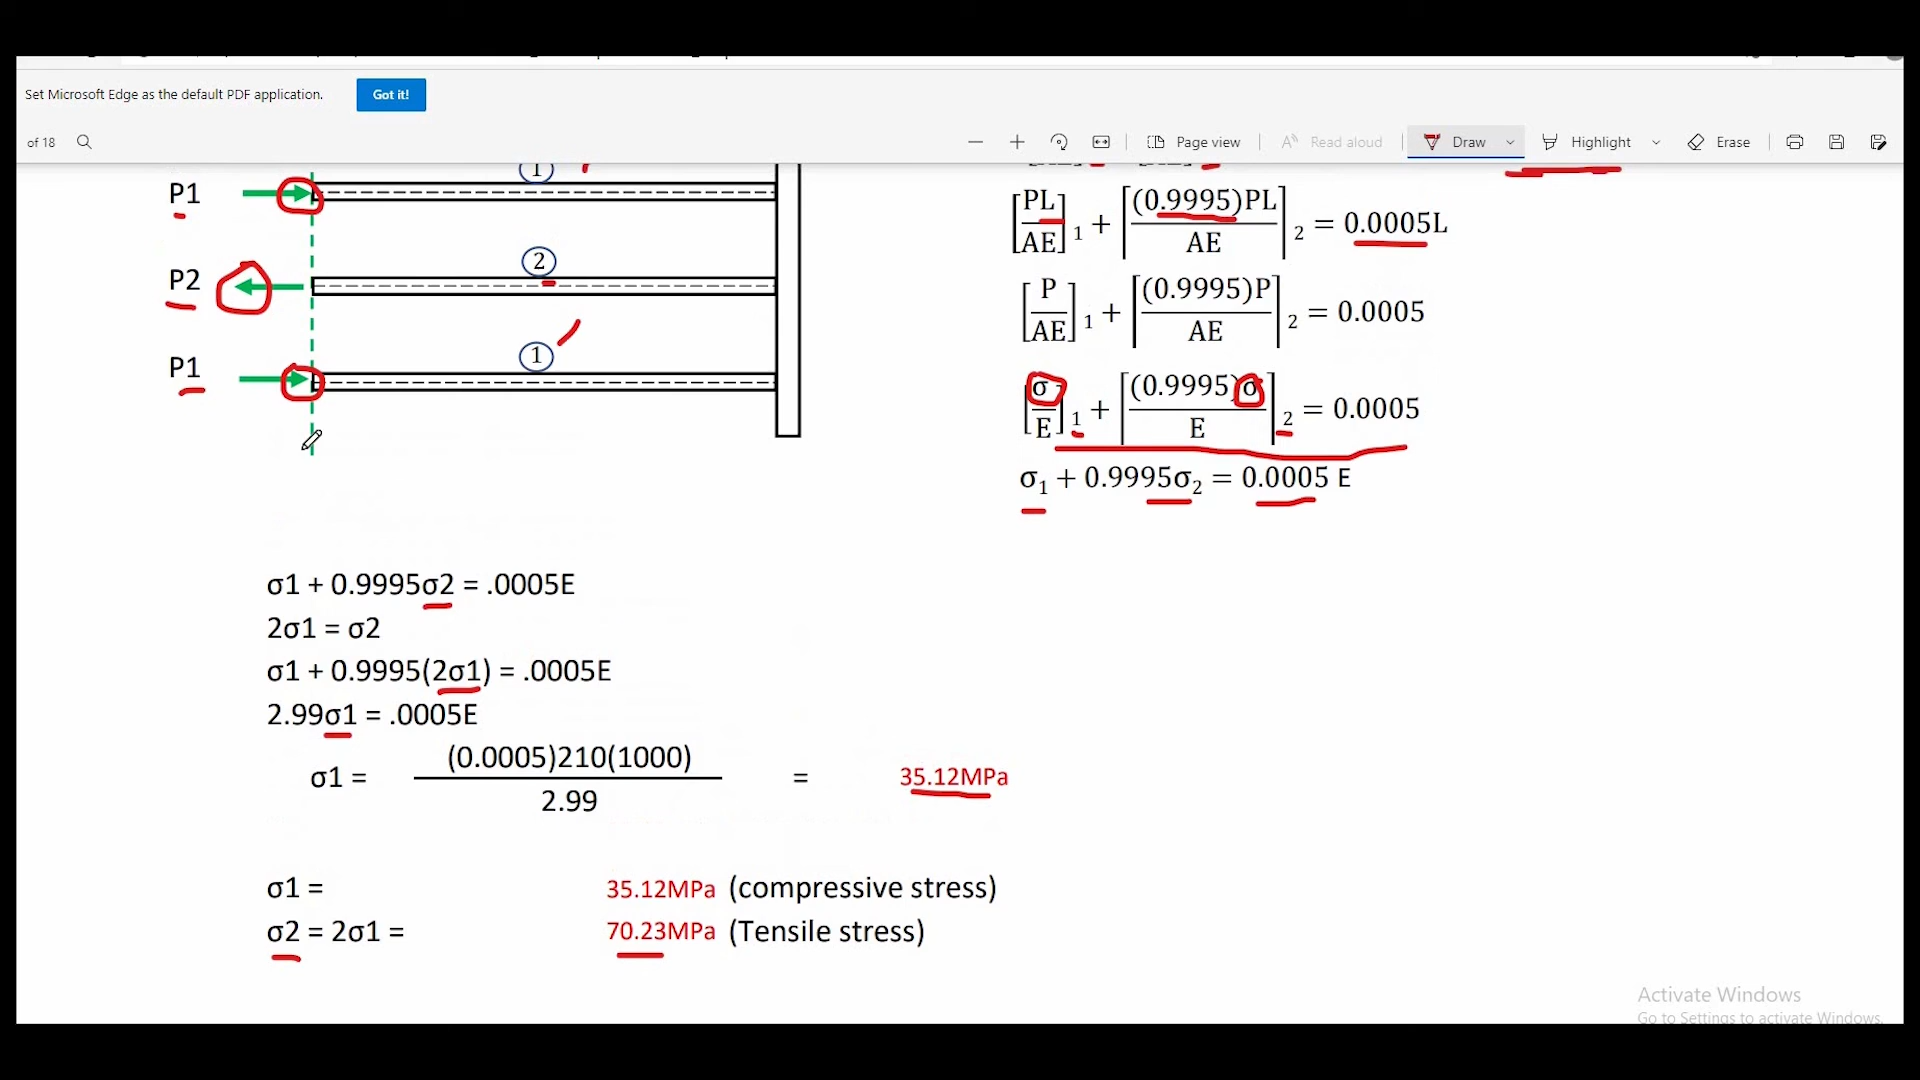 Set Microsoft Edge as the default PDF application. Got it!
of 18 Page view Read aloud Draw Highlight Erase
1
P1
2
P2
1
P1
[PL/AE]1 + [(0.9995)PL/AE]2 = 0.0005L
[P/AE]1 + [(0.9995)P/AE]2 = 0.0005
[σ/E]1 + [(0.9995)σ/E]2 = 0.0005
σ1 + 0.9995σ2 = 0.0005 E
σ1 + 0.9995σ2 = .0005E
2σ1 = σ2
σ1 + 0.9995(2σ1) = .0005E
2.99σ1 = .0005E
σ1 = (0.0005)210(1000)/2.99 = 35.12MPa
σ1 = 35.12MPa (compressive stress)
σ2 = 2σ1 = 70.23MPa (Tensile stress)
Activate Windows
Go to Settings to activate Windows.